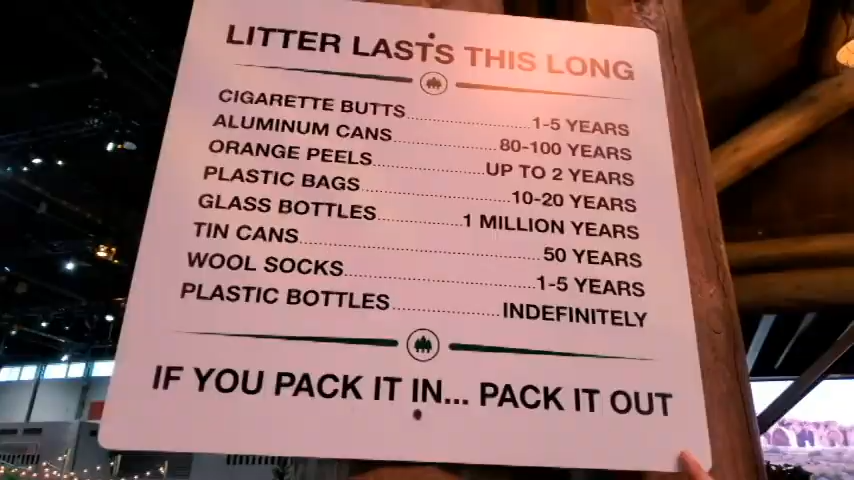 LITTER LASTS THIS LONG
CIGARETTE BUTTS 1-5 YEARS
ALUMINUM CANS 80-100 YEARS
ORANGE PEELS UP TO 2 YEARS
PLASTIC BAGS 10-20 YEARS
GLASS BOTTLES 1 MILLION YEARS
TIN CANS 50 YEARS
WOOL SOCKS 1-5 YEARS
PLASTIC BOTTLES INDEFINITELY
IF YOU PACK IT IN... PACK IT OUT